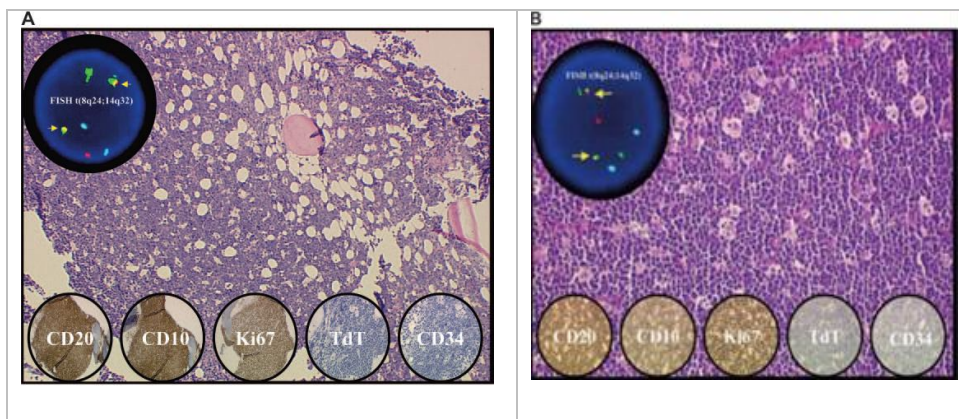 A
B
FISH t(8q24;14q32)
FISH t(8q24;14q32)
CD20
CD10
Ki67
TdT
CD34
CD20
CD10
Ki67
TdT
CD34